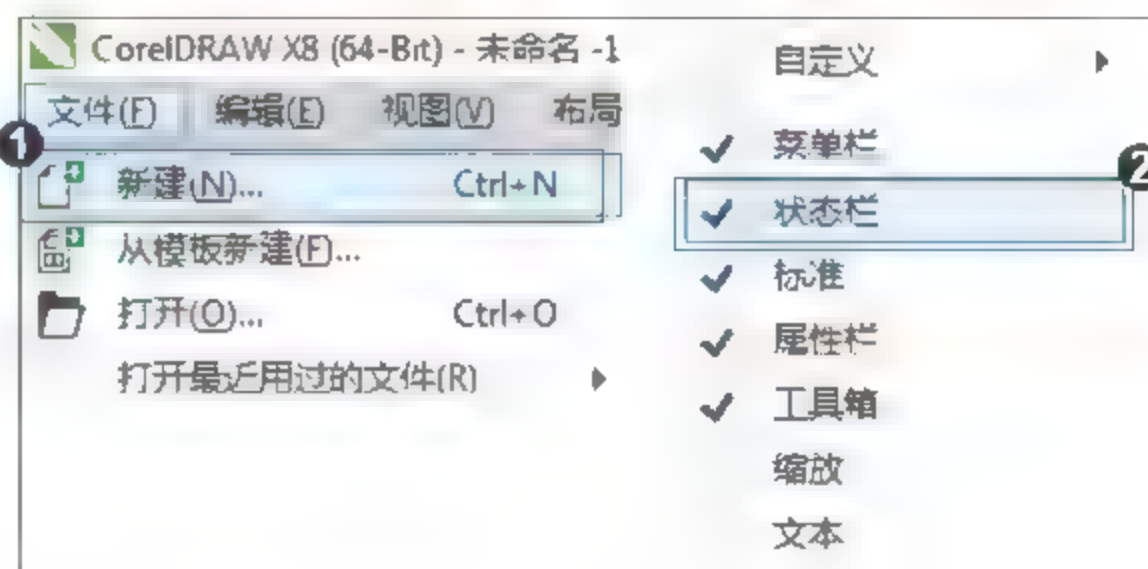 CorelDRAW X8 (64-Bit) - 未命名 -1
文件(F) 编辑(E) 视图(V) 布局
1
新建(N)... Ctrl+N
从模板新建(F)...
打开(O)... Ctrl+O
打开最近用过的文件(R)
自定义
菜单栏
2
状态栏
标准
属性栏
工具箱
缩放
文本